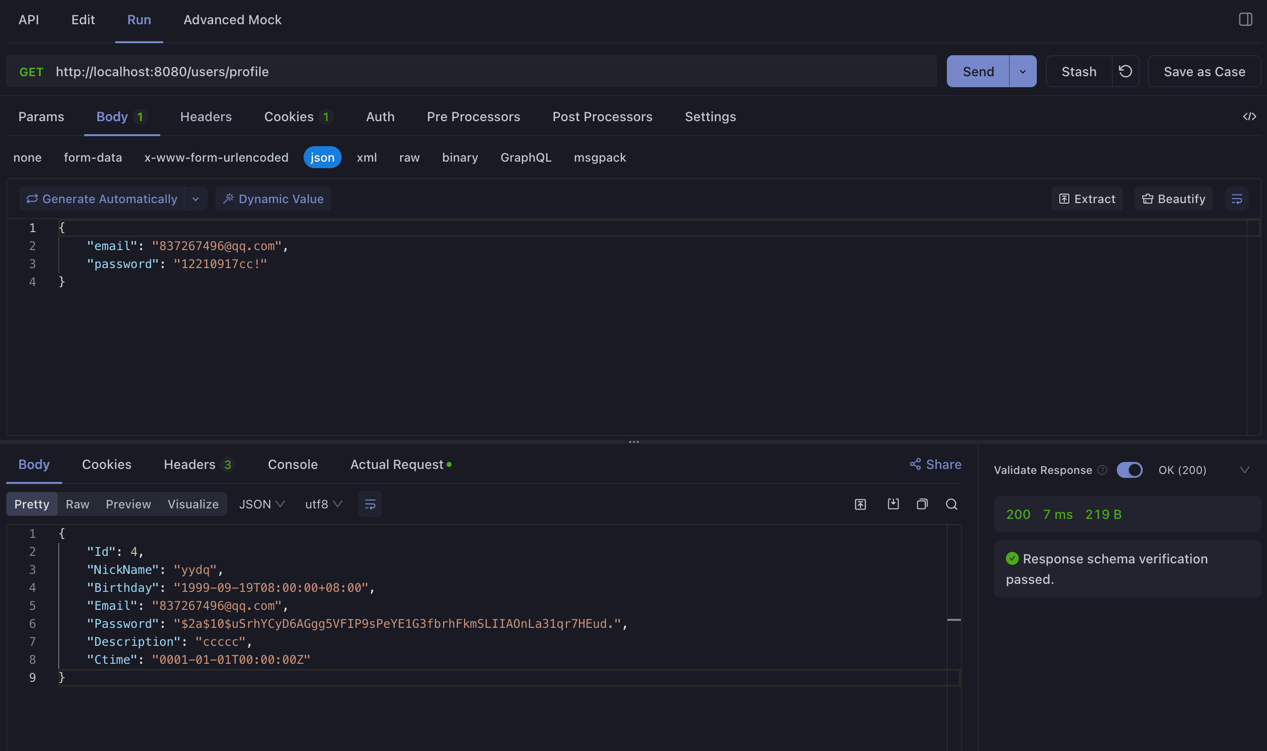 API Edit Run Advanced Mock
GET http://localhost:8080/users/profile Send Stash Save as Case
Params Body 1 Headers Cookies 1 Auth Pre Processors Post Processors Settings
none form-data x-www-form-urlencoded json xml raw binary GraphQL msgpack
Generate Automatically Dynamic Value Extract Beautify
1 {
2 "email": "837267496@qq.com",
3 "password": "12210917cc!"
4 }
Body Cookies Headers 3 Console Actual Request Share
Pretty Raw Preview Visualize JSON utf8
1 {
2 "Id": 4,
3 "NickName": "yydq",
4 "Birthday": "1999-09-19T08:00:00+08:00",
5 "Email": "837267496@qq.com",
6 "Password": "$2a$10$uSrhYCyD6AGgg5VFIP9sPeYE1G3fbrhFkmSLIIAOnLa31qr7HEud.",
7 "Description": "ccccc",
8 "Ctime": "0001-01-01T00:00:00Z"
9 }
Validate Response OK (200)
200 7 ms 219 B
Response schema verification
passed.